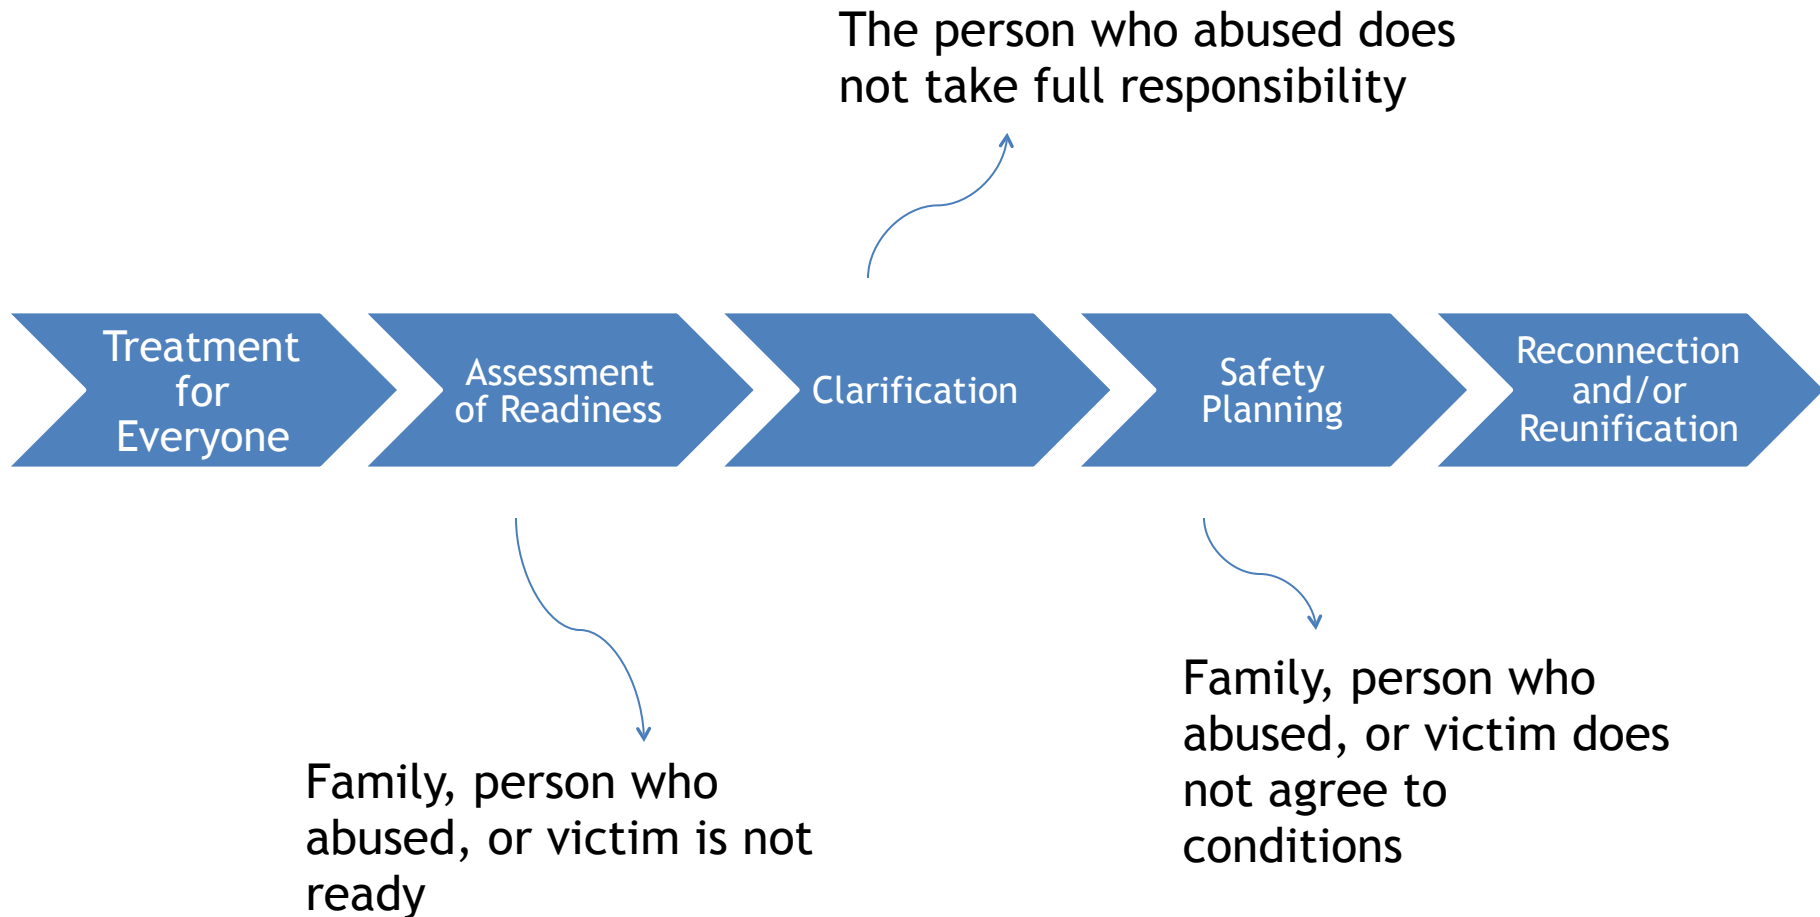 The person who abused does
not take full responsibility
Treatment
for
Everyone
Assessment
of Readiness
Clarification
Safety
Planning
Reconnection
and/or
Reunification
Family, person who
abused, or victim is not
ready
Family, person who
abused, or victim does
not agree to
conditions